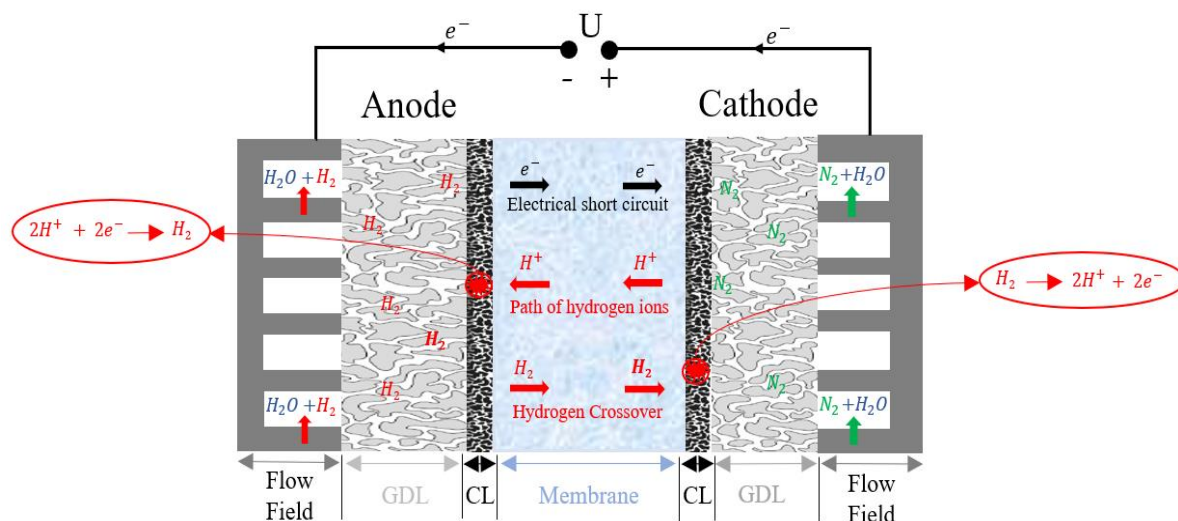 e⁻ U e⁻
- +
Anode Cathode
H₂O + H₂ H₂ e⁻ e⁻ N₂ N₂+H₂O
Electrical short circuit
2H⁺ + 2e⁻ → H₂ H₂ N₂
H⁺ H⁺ N₂ H₂ → 2H⁺ + 2e⁻
H₂ Path of hydrogen ions
H₂
H₂ H₂ H₂ N₂
H₂O +H₂ Hydrogen Crossover N₂+H₂O
Flow
Field
GDL CL Membrane CL GDL
Flow
Field